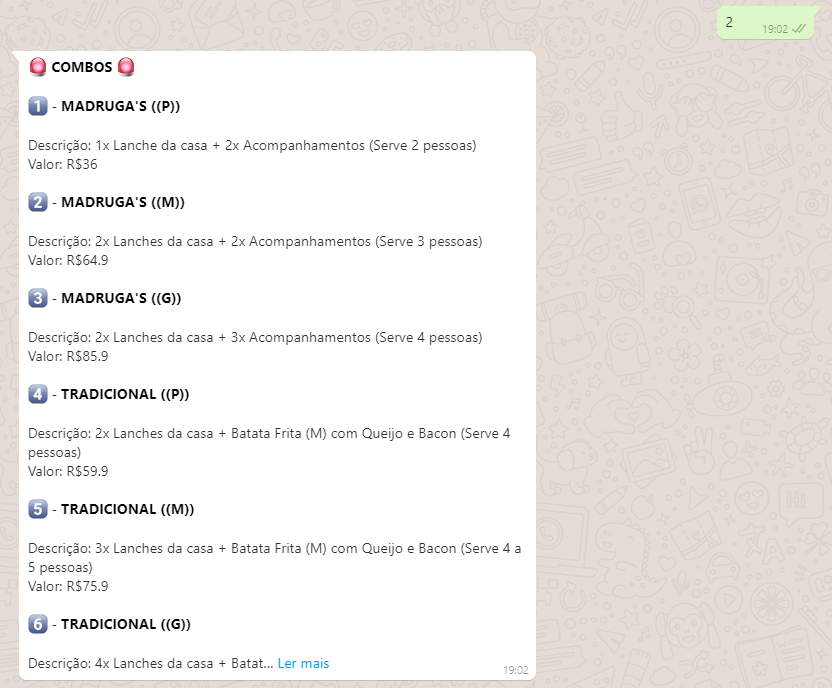 2
19:02
COMBOS
1 - MADRUGA'S ((P))
Descrição: 1x Lanche da casa + 2x Acompanhamentos (Serve 2 pessoas)
Valor: R$36
2 - MADRUGA'S ((M))
Descrição: 2x Lanches da casa + 2x Acompanhamentos (Serve 3 pessoas)
Valor: R$64.9
3 - MADRUGA'S ((G))
Descrição: 2x Lanches da casa + 3x Acompanhamentos (Serve 4 pessoas)
Valor: R$85.9
4 - TRADICIONAL ((P))
Descrição: 2x Lanches da casa + Batata Frita (M) com Queijo e Bacon (Serve 4
pessoas)
Valor: R$59.9
5 - TRADICIONAL ((M))
Descrição: 3x Lanches da casa + Batata Frita (M) com Queijo e Bacon (Serve 4 a
5 pessoas)
Valor: R$75.9
6 - TRADICIONAL ((G))
Descrição: 4x Lanches da casa + Batat... Ler mais
19:02